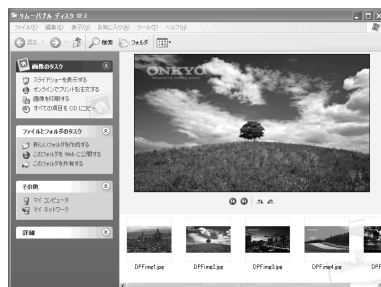 リムーバブル ディスク (F:)
ファイル(F) 編集(E) 表示(V) お気に入り(A) ツール(T) ヘルプ(H)
戻る 検索 フォルダ
画像のタスク
スライドショーを表示する
オンラインでプリントを注文する
画像を印刷する
すべての項目を CD にコピー
ファイルとフォルダのタスク
新しいフォルダを作成する
このフォルダを Web に公開する
このフォルダを共有する
その他
マイ コンピュータ
マイ ネットワーク
詳細
ONKYO
DPFimg1.jpg DPFimg2.jpg DPFimg3.jpg DPFimg4.jpg